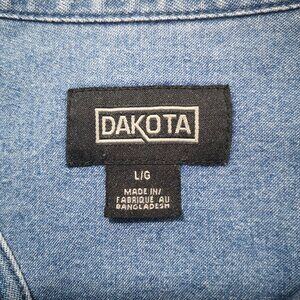 DAKOTA
L/G
MADE IN/
FABRIQUÉ AU
BANGLADESH